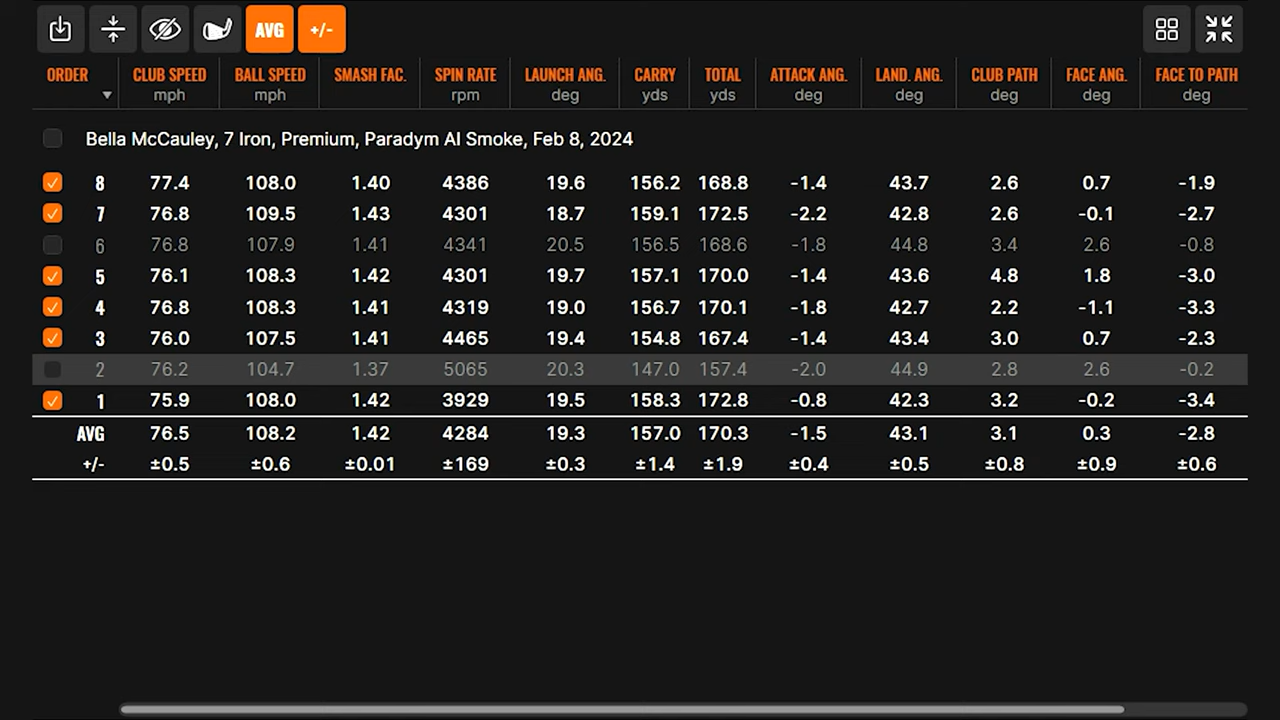 AVG +/-
ORDER CLUB SPEED BALL SPEED SMASH FAC. SPIN RATE LAUNCH ANG. CARRY TOTAL ATTACK ANG. LAND. ANG. CLUB PATH FACE ANG. FACE TO PATH
mph mph rpm deg yds yds deg deg deg deg deg
Bella McCauley, 7 Iron, Premium, Paradym AI Smoke, Feb 8, 2024
8 77.4 108.0 1.40 4386 19.6 156.2 168.8 -1.4 43.7 2.6 0.7 -1.9
7 76.8 109.5 1.43 4301 18.7 159.1 172.5 -2.2 42.8 2.6 -0.1 -2.7
6 76.8 107.9 1.41 4341 20.5 156.5 168.6 -1.8 44.8 3.4 2.6 -0.8
5 76.1 108.3 1.42 4301 19.7 157.1 170.0 -1.4 43.6 4.8 1.8 -3.0
4 76.8 108.3 1.41 4319 19.0 156.7 170.1 -1.8 42.7 2.2 -1.1 -3.3
3 76.0 107.5 1.41 4465 19.4 154.8 167.4 -1.4 43.4 3.0 0.7 -2.3
2 76.2 104.7 1.37 5065 20.3 147.0 157.4 -2.0 44.9 2.8 2.6 -0.2
1 75.9 108.0 1.42 3929 19.5 158.3 172.8 -0.8 42.3 3.2 -0.2 -3.4
AVG 76.5 108.2 1.42 4284 19.3 157.0 170.3 -1.5 43.1 3.1 0.3 -2.8
+/- ±0.5 ±0.6 ±0.01 ±169 ±0.3 ±1.4 ±1.9 ±0.4 ±0.5 ±0.8 ±0.9 ±0.6